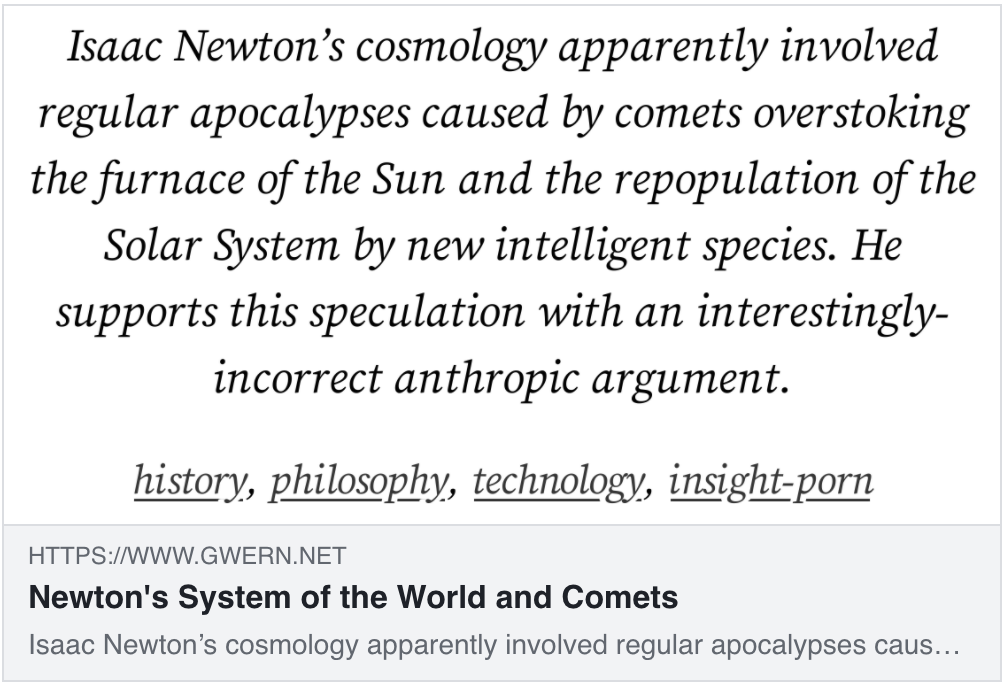 Isaac Newton’s cosmology apparently involved
regular apocalypses caused by comets overstoking
the furnace of the Sun and the repopulation of the
Solar System by new intelligent species. He
supports this speculation with an interestingly-
incorrect anthropic argument.
history, philosophy, technology, insight-porn
HTTPS://WWW.GWERN.NET
Newton's System of the World and Comets
Isaac Newton’s cosmology apparently involved regular apocalypses caus…